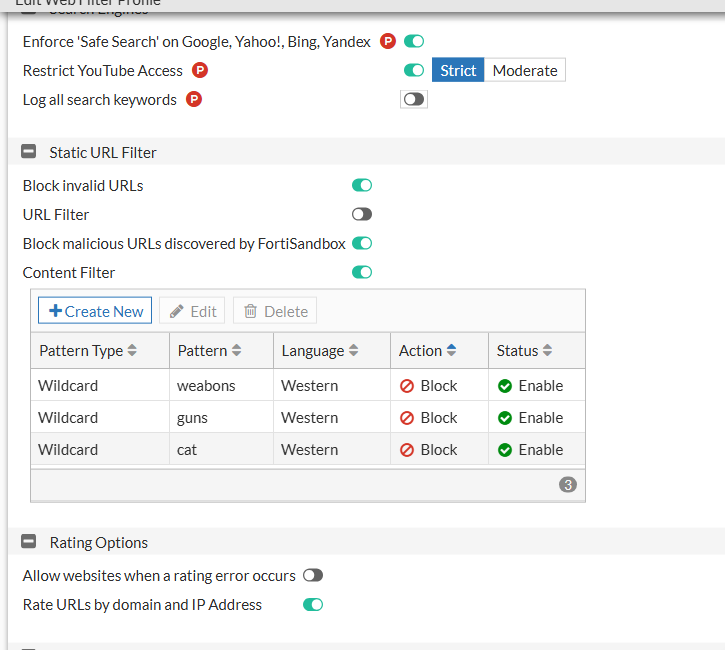 Edit Web Filter Profile
Search Engines
Enforce 'Safe Search' on Google, Yahoo!, Bing, Yandex P
Restrict YouTube Access P Strict Moderate
Log all search keywords P
Static URL Filter
Block invalid URLs
URL Filter
Block malicious URLs discovered by FortiSandbox
Content Filter
+Create New Edit Delete
Pattern Type Pattern Language Action Status
Wildcard weabons Western Block Enable
Wildcard guns Western Block Enable
Wildcard cat Western Block Enable
3
Rating Options
Allow websites when a rating error occurs
Rate URLs by domain and IP Address